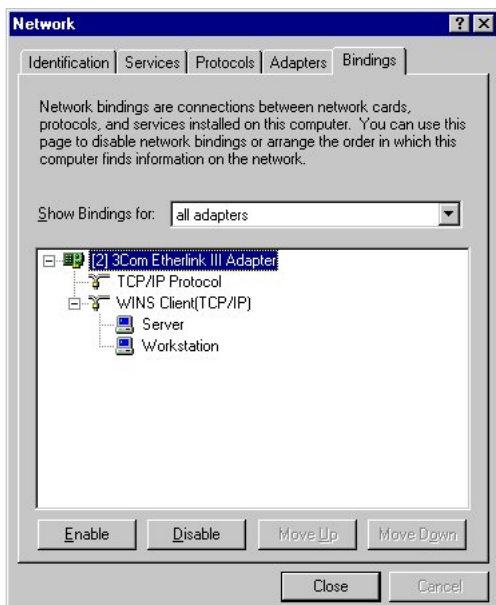 Network
Identification Services Protocols Adapters Bindings
Network bindings are connections between network cards,
protocols, and services installed on this computer. You can use this
page to disable network bindings or arrange the order in which this
computer finds information on the network.
Show Bindings for: all adapters
[2] 3Com Etherlink III Adapter
TCP/IP Protocol
WINS Client(TCP/IP)
Server
Workstation
Enable Disable Move Up Move Down
Close Cancel